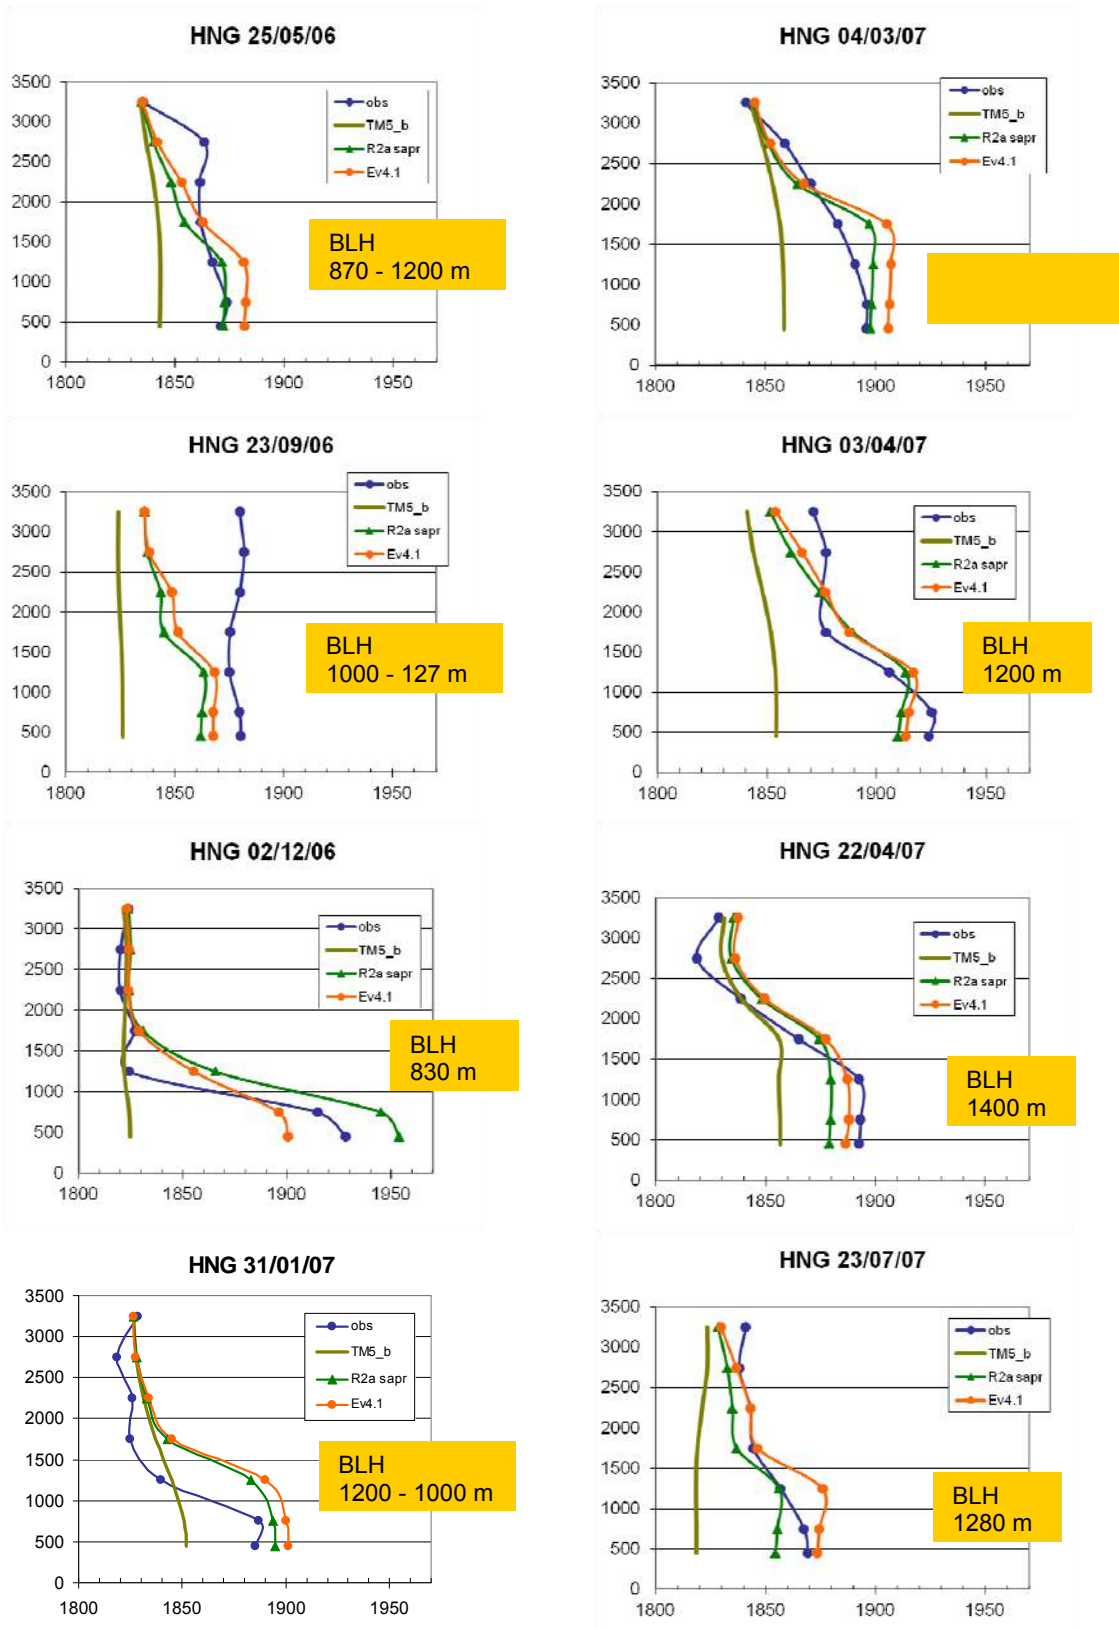 HNG 25/05/06
3500
3000
2500
2000
1500
1000
500
0
1800 1850 1900 1950
obs
TM5_b
R2a sapr
Ev4.1
BLH
870 - 1200 m
HNG 04/03/07
3500
3000
2500
2000
1500
1000
500
0
1800 1850 1900 1950
obs
TM5_b
R2a sapr
Ev4.1
HNG 23/09/06
3500
3000
2500
2000
1500
1000
500
0
1800 1850 1900 1950
obs
TM5_b
R2a sapr
Ev4.1
BLH
1000 - 127 m
HNG 03/04/07
3500
3000
2500
2000
1500
1000
500
0
1800 1850 1900 1950
obs
TM5_b
R2a sapr
Ev4.1
BLH
1200 m
HNG 02/12/06
3500
3000
2500
2000
1500
1000
500
0
1800 1850 1900 1950
obs
TM5_b
R2a sapr
Ev4.1
BLH
830 m
HNG 22/04/07
3500
3000
2500
2000
1500
1000
500
0
1800 1850 1900 1950
obs
TM5_b
R2a sapr
Ev4.1
BLH
1400 m
HNG 31/01/07
3500
3000
2500
2000
1500
1000
500
0
1800 1850 1900 1950
obs
TM5_b
R2a sapr
Ev4.1
BLH
1200 - 1000 m
HNG 23/07/07
3500
3000
2500
2000
1500
1000
500
0
1800 1850 1900 1950
obs
TM5_b
R2a sapr
Ev4.1
BLH
1280 m